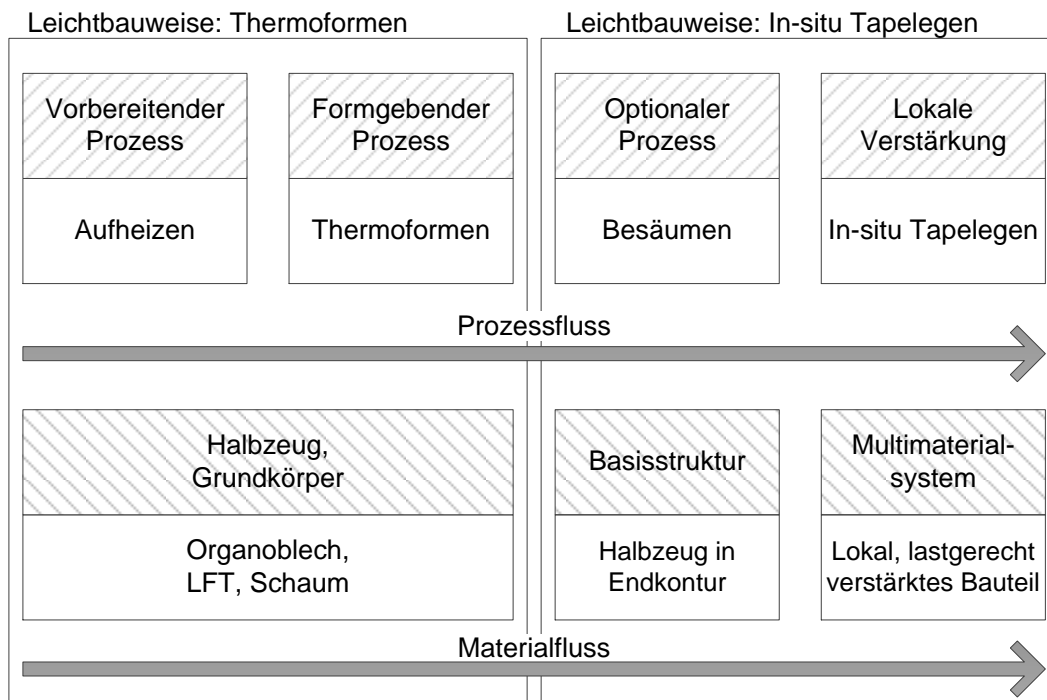 Leichtbauweise: Thermoformen
Leichtbauweise: In-situ Tapelegen
Vorbereitender
Prozess
Aufheizen
Formgebender
Prozess
Thermoformen
Optionaler
Prozess
Besäumen
Lokale
Verstärkung
In-situ Tapelegen
Prozessfluss
Halbzeug,
Grundkörper
Organoblech,
LFT, Schaum
Basisstruktur
Halbzeug in
Endkontur
Multimaterial-
system
Lokal, lastgerecht
verstärktes Bauteil
Materialfluss